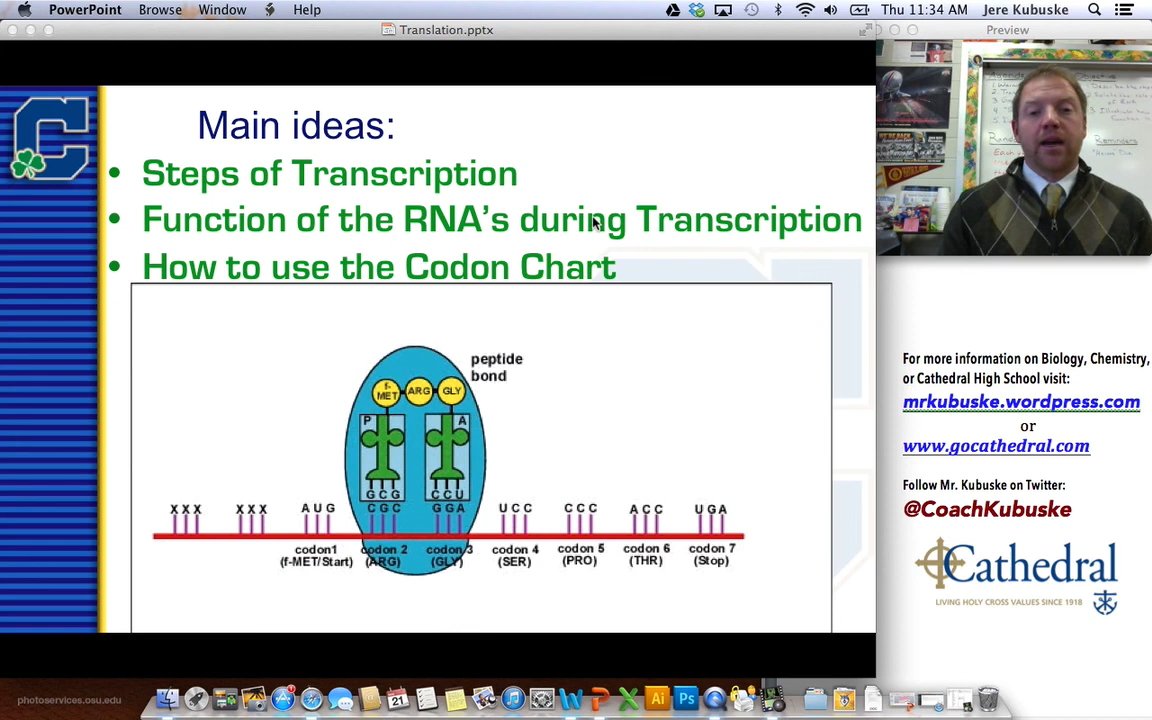 PowerPoint Browse Window Help
Thu 11:34 AM Jere Kubuske
Translation.pptx
Preview
Main ideas:
• Steps of Transcription
• Function of the RNA's during Transcription
• How to use the Codon Chart
peptide
bond
f-
MET ARG GLY
P A
GCG CCU
XXX XXX AUG CGC GGA UCC CCC ACC UGA
codon1 codon 2 codon 3 codon 4 codon 5 codon 6 codon 7
(f-MET/Start) (ARG) (GLY) (SER) (PRO) (THR) (Stop)
For more information on Biology, Chemistry,
or Cathedral High School visit:
mrkubuske.wordpress.com
or
www.gocathedral.com
Follow Mr. Kubuske on Twitter:
@CoachKubuske
Cathedral
LIVING HOLY CROSS VALUES SINCE 1918
photoservices.osu.edu